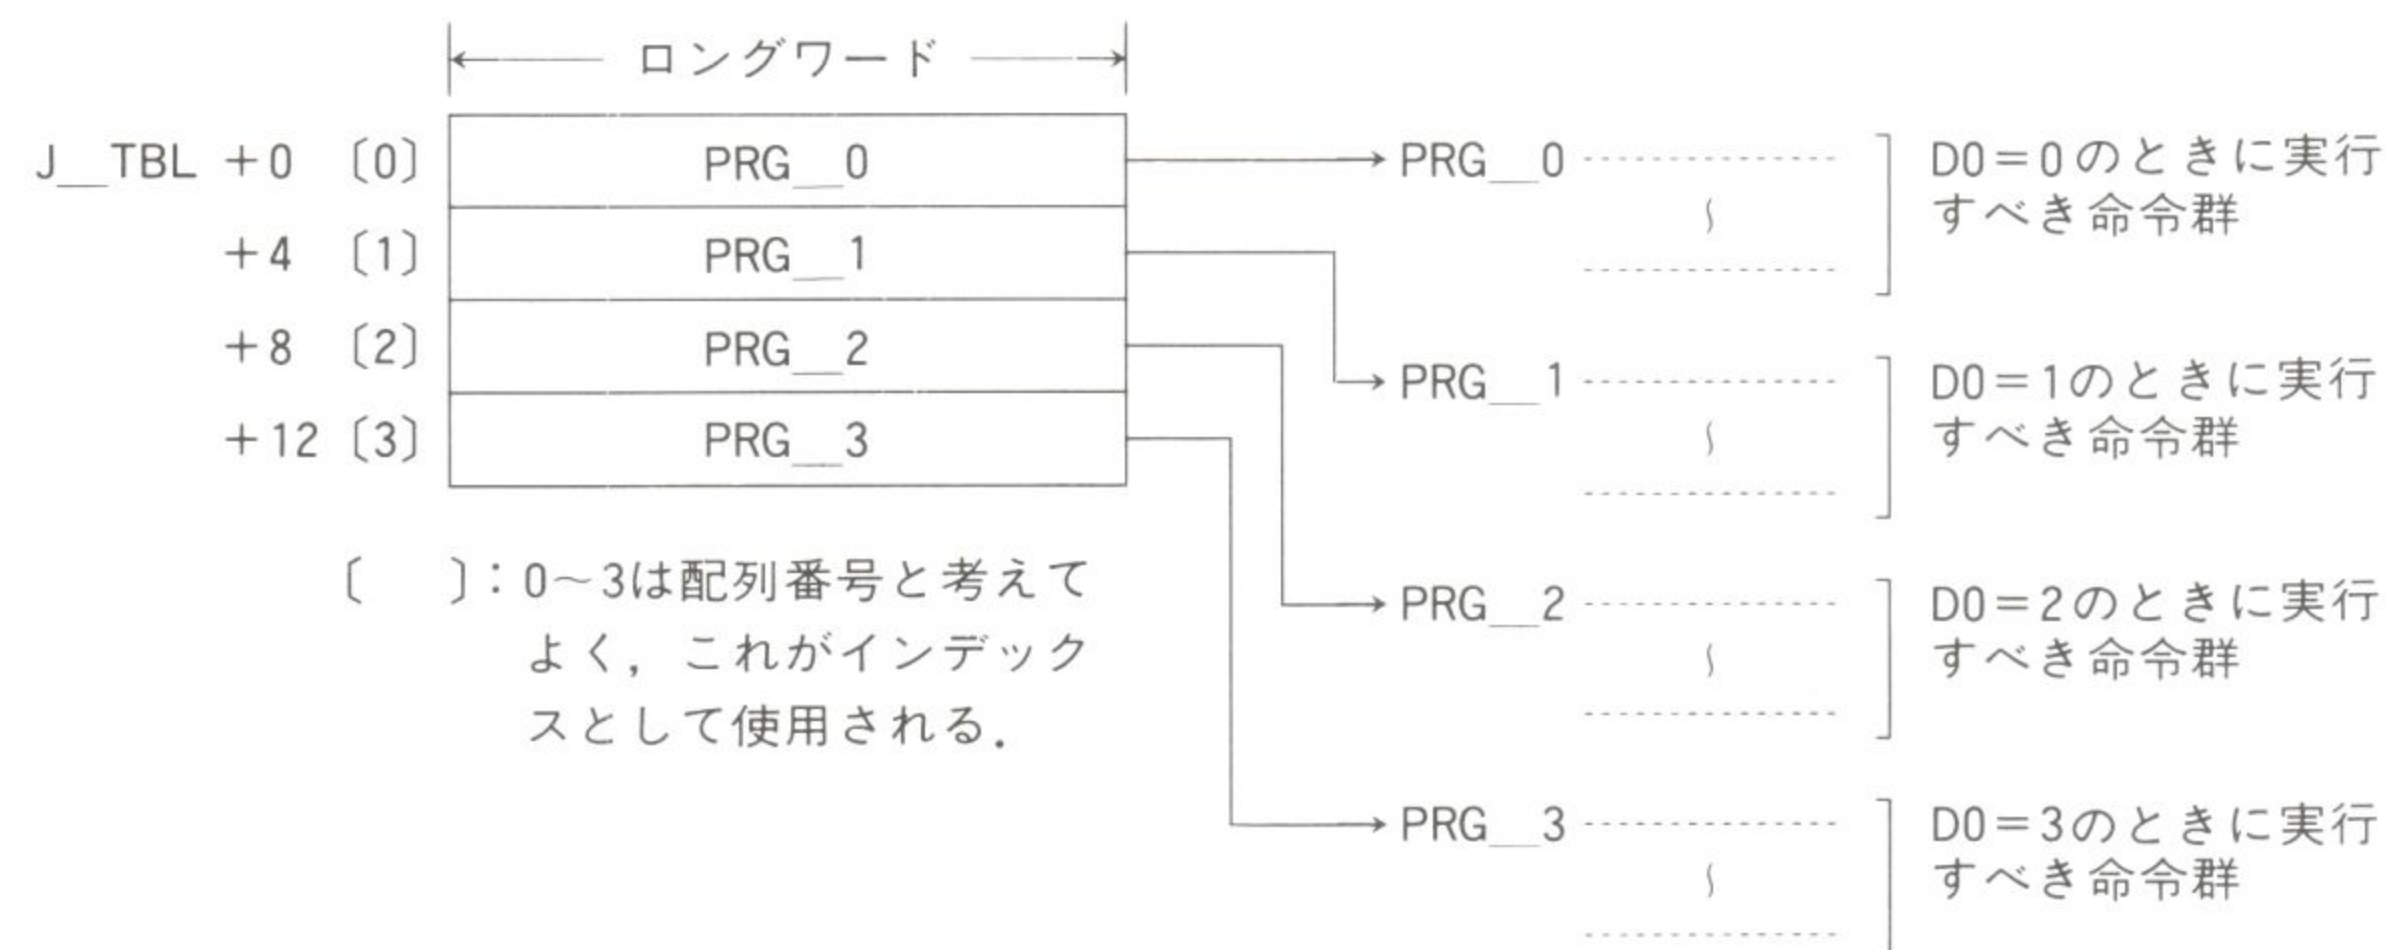 ロングワード
J__TBL +0 〔0〕 PRG__0
+4 〔1〕 PRG__1
+8 〔2〕 PRG__2
+12 〔3〕 PRG__3
〔 〕：0～3は配列番号と考えて
よく，これがインデック
スとして使用される．
PRG__0
D0＝0のときに実行
すべき命令群
PRG__1
D0＝1のときに実行
すべき命令群
PRG__2
D0＝2のときに実行
すべき命令群
PRG__3
D0＝3のときに実行
すべき命令群